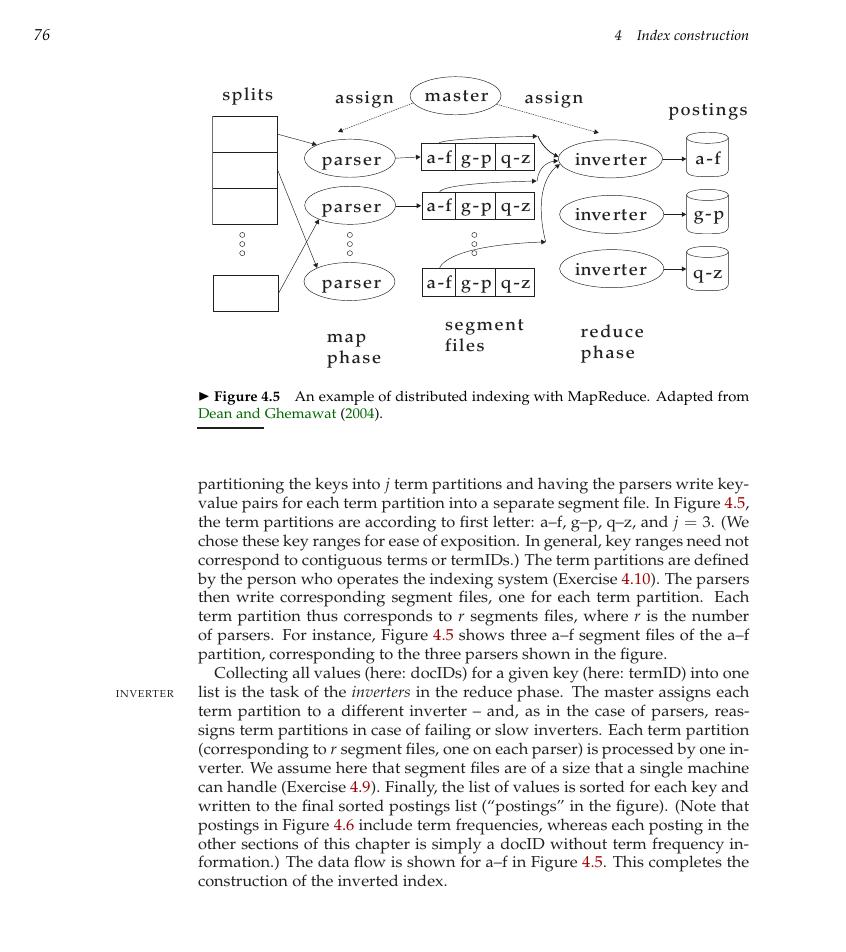 76
4 Index construction
splits
assign
master
assign
postings
parser
a-f g-p q-z
inverter
a-f
parser
a-f g-p q-z
inverter
g-p
parser
a-f g-p q-z
inverter
q-z
map
phase
segment
files
reduce
phase
► Figure 4.5 An example of distributed indexing with MapReduce. Adapted from
Dean and Ghemawat (2004).
partitioning the keys into j term partitions and having the parsers write key-
value pairs for each term partition into a separate segment file. In Figure 4.5,
the term partitions are according to first letter: a–f, g–p, q–z, and j = 3. (We
chose these key ranges for ease of exposition. In general, key ranges need not
correspond to contiguous terms or termIDs.) The term partitions are defined
by the person who operates the indexing system (Exercise 4.10). The parsers
then write corresponding segment files, one for each term partition. Each
term partition thus corresponds to r segments files, where r is the number
of parsers. For instance, Figure 4.5 shows three a–f segment files of the a–f
partition, corresponding to the three parsers shown in the figure.
Collecting all values (here: docIDs) for a given key (here: termID) into one
INVERTER
list is the task of the inverters in the reduce phase. The master assigns each
term partition to a different inverter – and, as in the case of parsers, reas-
signs term partitions in case of failing or slow inverters. Each term partition
(corresponding to r segment files, one on each parser) is processed by one in-
verter. We assume here that segment files are of a size that a single machine
can handle (Exercise 4.9). Finally, the list of values is sorted for each key and
written to the final sorted postings list (“postings” in the figure). (Note that
postings in Figure 4.6 include term frequencies, whereas each posting in the
other sections of this chapter is simply a docID without term frequency in-
formation.) The data flow is shown for a–f in Figure 4.5. This completes the
construction of the inverted index.